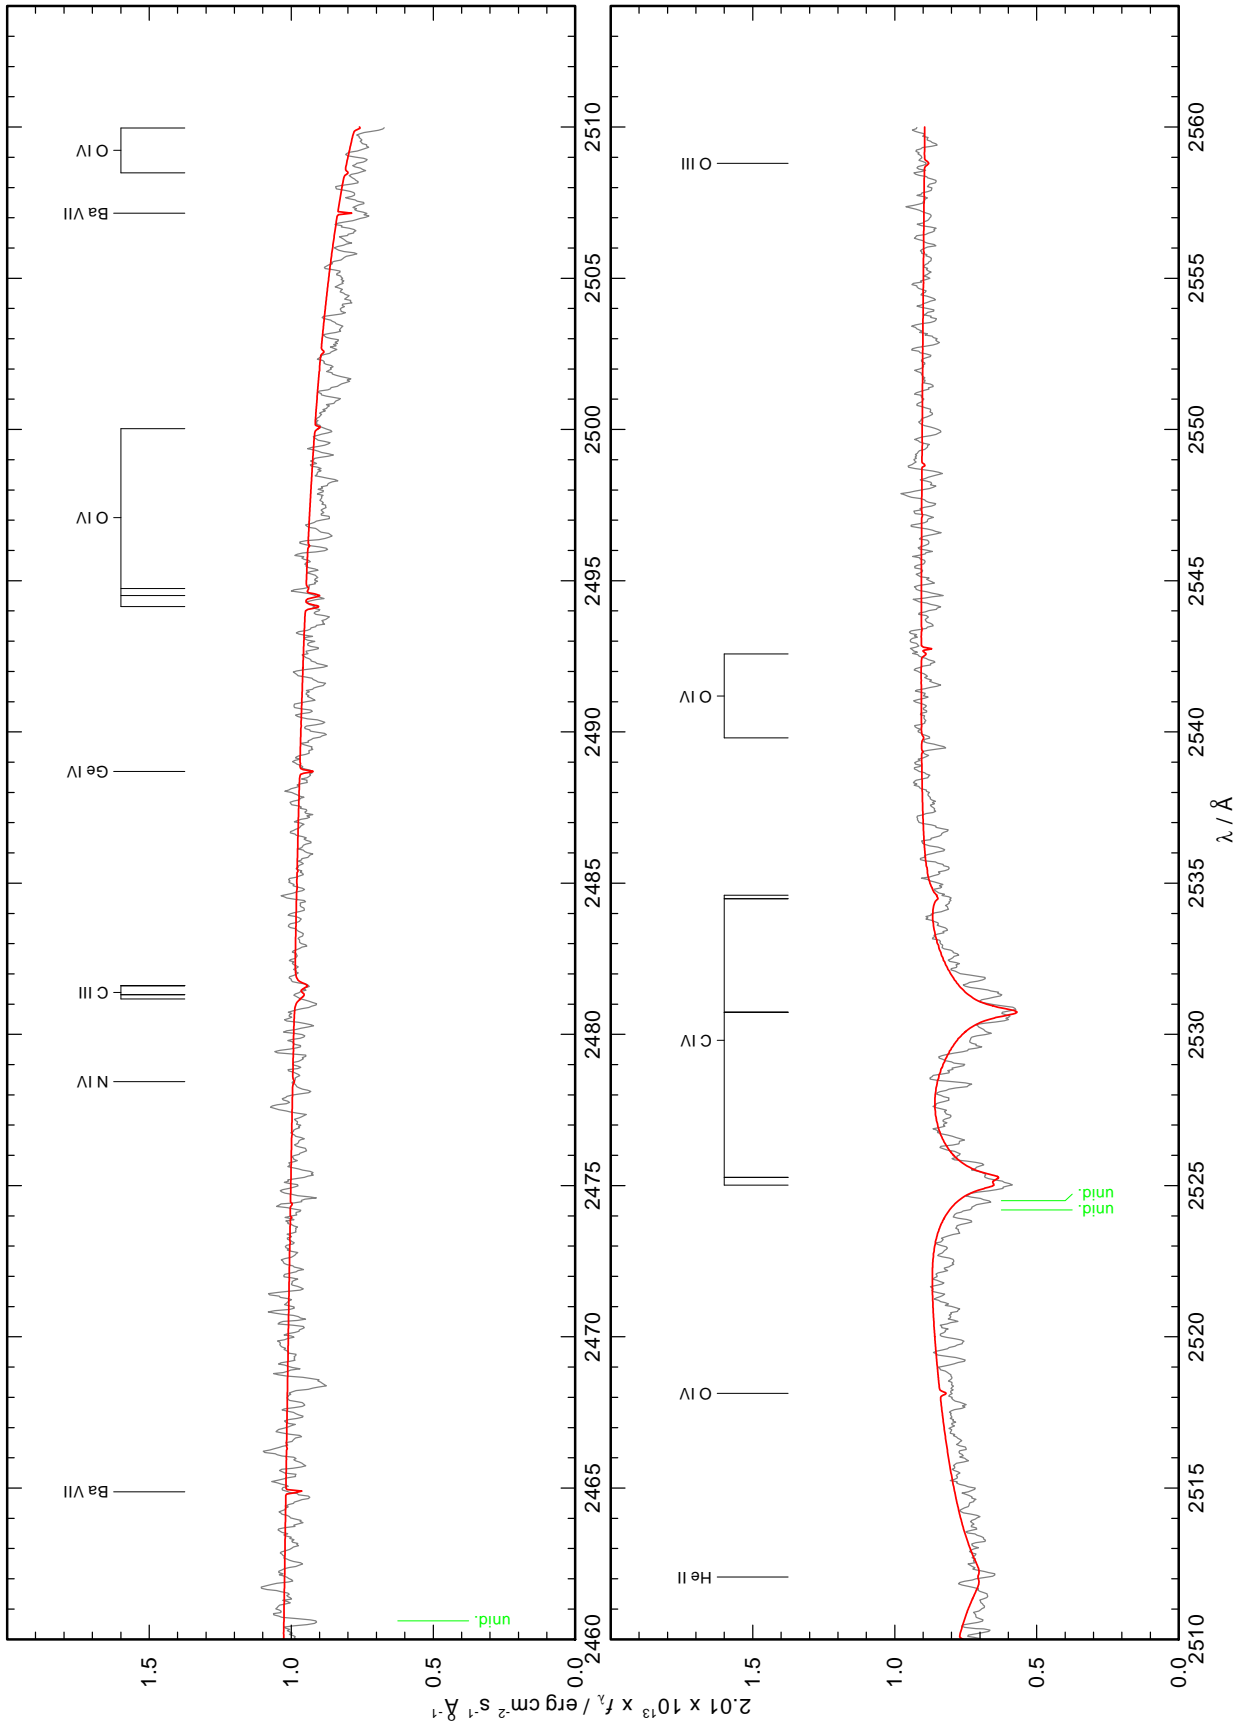 2.01 x 10¹³ x f_λ / erg cm⁻² s⁻¹ Å⁻¹
Ba VII
N IV
C III
Ge IV
O IV
Ba VII
O IV
1.5
1.0
0.5
0.0
unid.
2460 2465 2470 2475 2480 2485 2490 2495 2500 2505 2510
He II
O IV
C IV
O IV
O III
1.5
1.0
0.5
0.0
unid.
unid.
2510 2515 2520 2525 2530 2535 2540 2545 2550 2555 2560
λ / Å